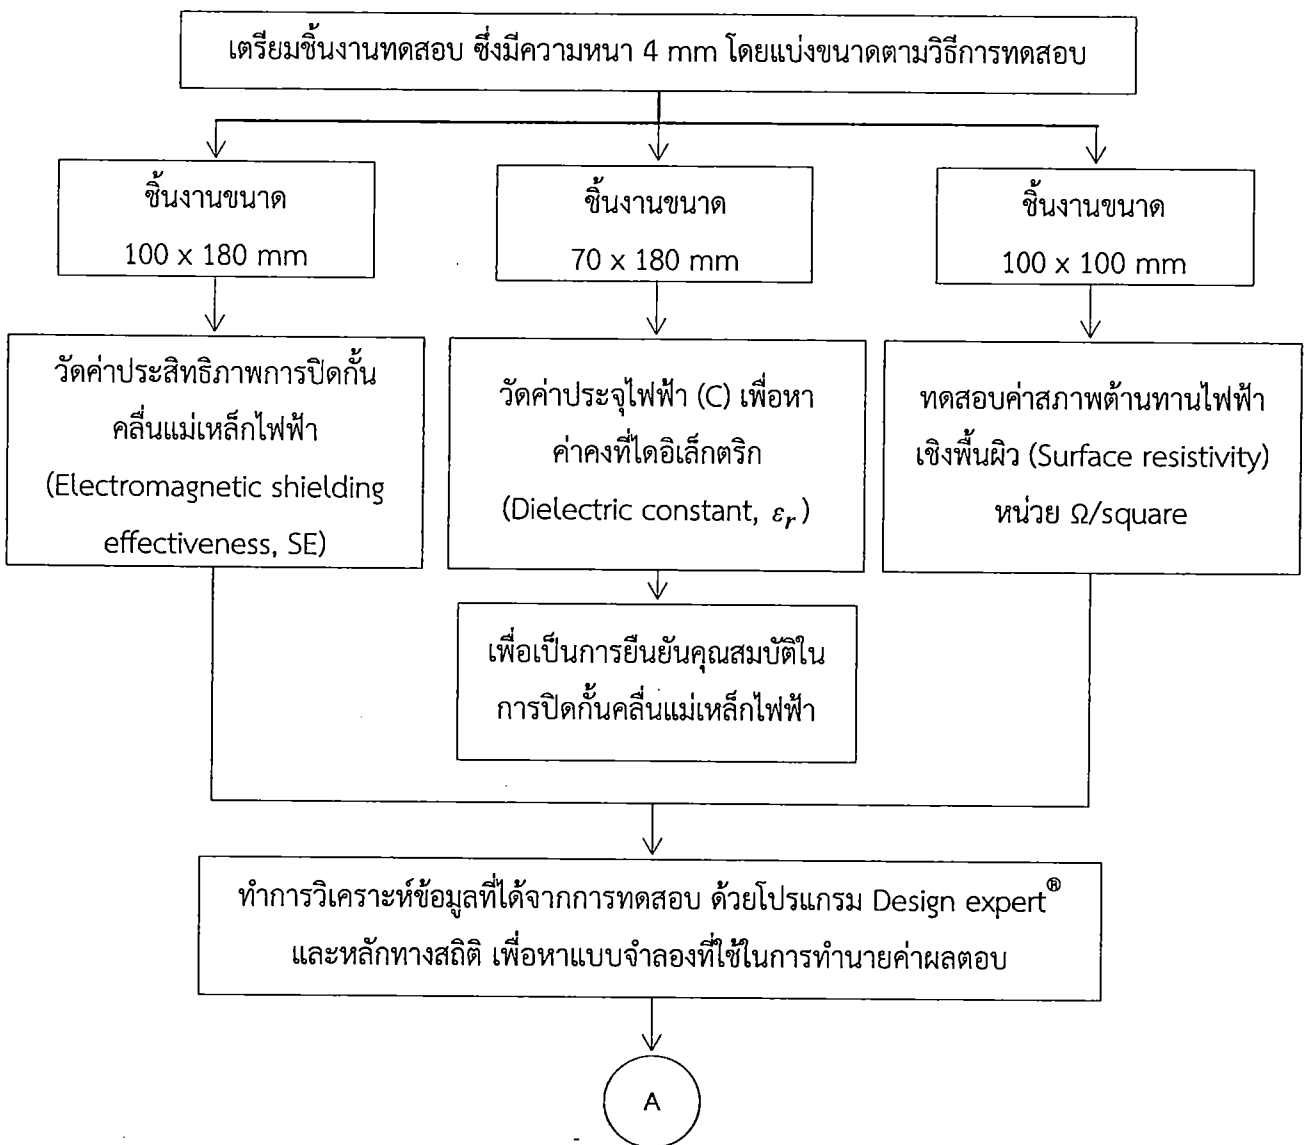 เตรียมชิ้นงานทดสอบ ซึ่งมีความหนา 4 mm โดยแบ่งขนาดตามวิธีการทดสอบ
ชิ้นงานขนาด
100 x 180 mm
ชิ้นงานขนาด
70 x 180 mm
ชิ้นงานขนาด
100 x 100 mm
วัดค่าประสิทธิภาพการปิดกั้น
คลื่นแม่เหล็กไฟฟ้า
(Electromagnetic shielding
effectiveness, SE)
วัดค่าประจุไฟฟ้า (C) เพื่อหา
ค่าคงที่ไดอิเล็กตริก
(Dielectric constant, εr)
ทดสอบค่าสภาพต้านทานไฟฟ้า
เชิงพื้นผิว (Surface resistivity)
หน่วย Ω/square
เพื่อเป็นการยืนยันคุณสมบัติใน
การปิดกั้นคลื่นแม่เหล็กไฟฟ้า
ทำการวิเคราะห์ข้อมูลที่ได้จากการทดสอบ ด้วยโปรแกรม Design expert®
และหลักทางสถิติ เพื่อหาแบบจำลองที่ใช้ในการทำนายค่าผลตอบ
A